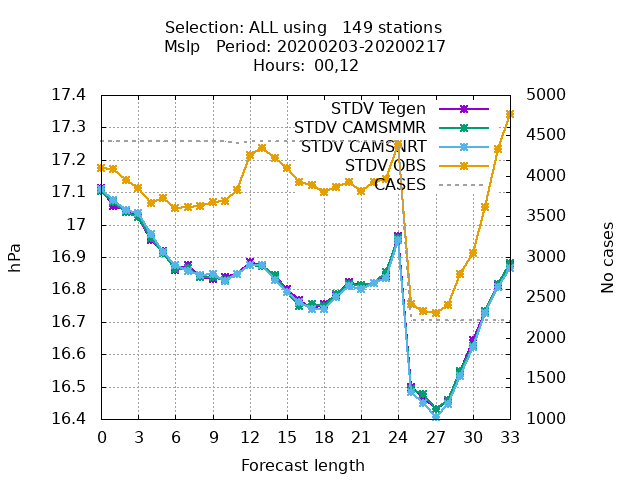 Selection: ALL using   149 stations
Mslp   Period: 20200203-20200217
Hours:  00,12
17.4
17.3
17.2
17.1
17
16.9
16.8
16.7
16.6
16.5
16.4
hPa
STDV Tegen
STDV CAMSMMR
STDV CAMSNRT
STDV OBS
CASES
5000
4500
4000
3500
3000
2500
2000
1500
1000
No cases
0 3 6 9 12 15 18 21 24 27 30 33
Forecast length